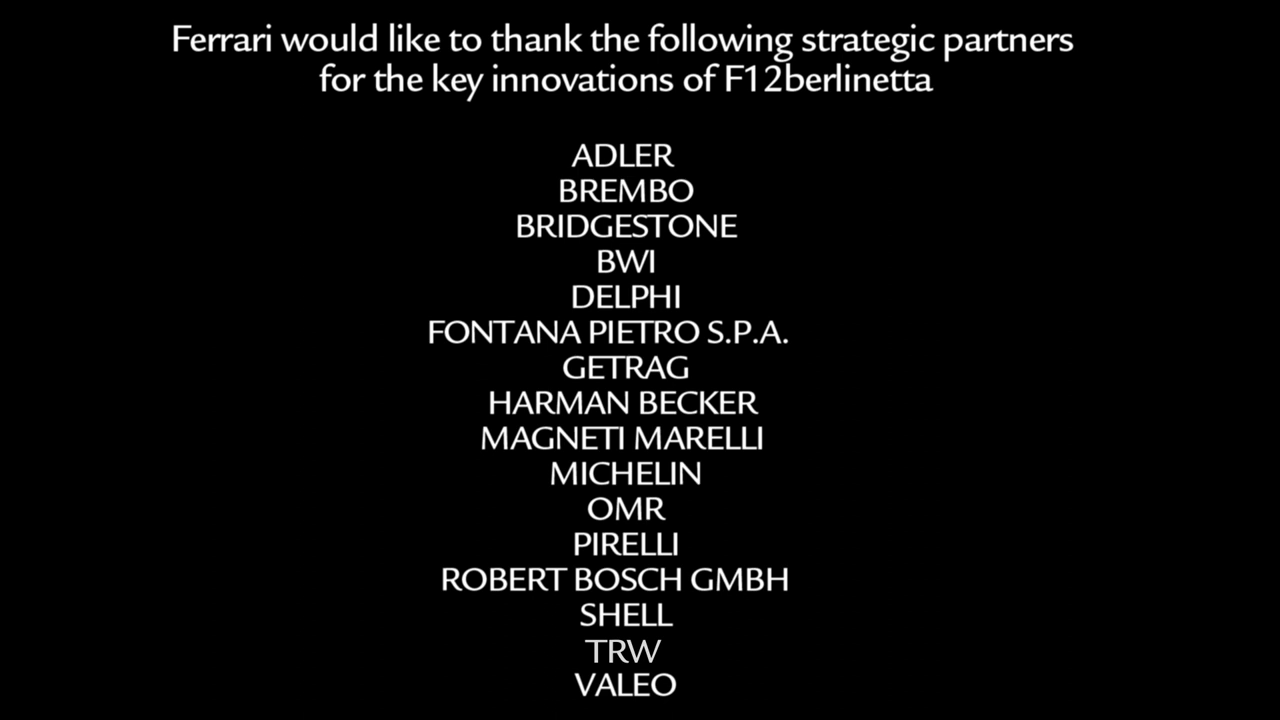 Ferrari would like to thank the following strategic partners
for the key innovations of F12berlinetta
ADLER
BREMBO
BRIDGESTONE
BWI
DELPHI
FONTANA PIETRO S.P.A.
GETRAG
HARMAN BECKER
MAGNETI MARELLI
MICHELIN
OMR
PIRELLI
ROBERT BOSCH GMBH
SHELL
TRW
VALEO